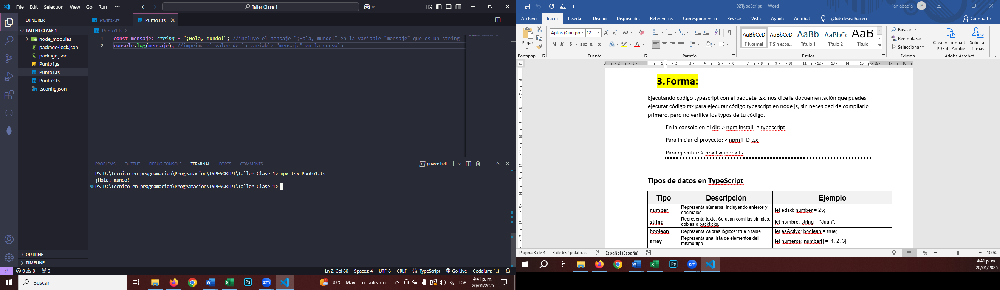 File Edit Selection View Go Run ··· Taller Clase 1
EXPLORER ···
TALLER CLASE 1
node_modules
package-lock.json
package.json
Punto1.js
Punto1.ts
Punto2.ts
tsconfig.json
OUTLINE
TIMELINE
Punto2.ts Punto1.ts
Punto1.ts > ...
1 const mensaje: string = "¡Hola, mundo!"; //incluye el mensaje "¡Hola, mundo!" en la variable "mensaje" que es un string
2 console.log(mensaje); //imprime el valor de la variable "mensaje" en la consola
PROBLEMS OUTPUT DEBUG CONSOLE TERMINAL PORTS COMMENTS powershell
PS D:\Tecnico en programacion\Programacion\TYPESCRIPT\Taller Clase 1> npx tsx Punto1.ts
¡Hola, mundo!
PS D:\Tecnico en programacion\Programacion\TYPESCRIPT\Taller Clase 1>
0 0 0 Ln 2, Col 80 Spaces: 4 UTF-8 CRLF TypeScript Go Live Codeium: {...}
Buscar 30°C Mayorm. soleado ESP 4:41 p. m.
20/01/2025
02TypeScript - Word ian abadia IA
Archivo Inicio Insertar Diseño Disposición Referencias Correspondencia Revisar Vista Ayuda Acrobat ¿Qué desea hacer? Compartir
Pegar
Portapap...
Aptos (Cuerpo 12
N K S abc x₂ x²
Fuente
Párrafo
AaBbCcD AaBbCcD AaBb AaBbCc AaB
¶ Normal ¶ Sin espa... Título 1 Título 2 Título
Estilos
Buscar
Reemplazar
Seleccionar
Edición
Crear y compartir PDF de Adobe
Solicitar firmas
Adobe Acrobat
3.Forma:
Ejecutando codigo typescript con el paquete tsx, nos dice la docuementación que puedes
ejecutar código tsx para ejecutar código typescript en node js, sin necesidad de compilarlo
primero, pero no verifica los typos de tu código.
En la consola en el dir: > npm install -g typescript
Para iniciar el proyecto: > npm i -D tsx
Para ejecutar: > npx tsx index.ts
Tipos de datos en TypeScript
Tipo Descripción Ejemplo
number Representa números, incluyendo enteros y decimales. let edad: number = 25;
string Representa texto. Se usan comillas simples, dobles o backticks. let nombre: string = "Juan";
boolean Representa valores lógicos: true o false. let esActivo: boolean = true;
array Representa una lista de elementos del mismo tipo. let numeros: number[] = [1, 2, 3];
Página 3 de 4 3 de 652 palabras Español (España) 100%
4:41 p. m.
20/01/2025